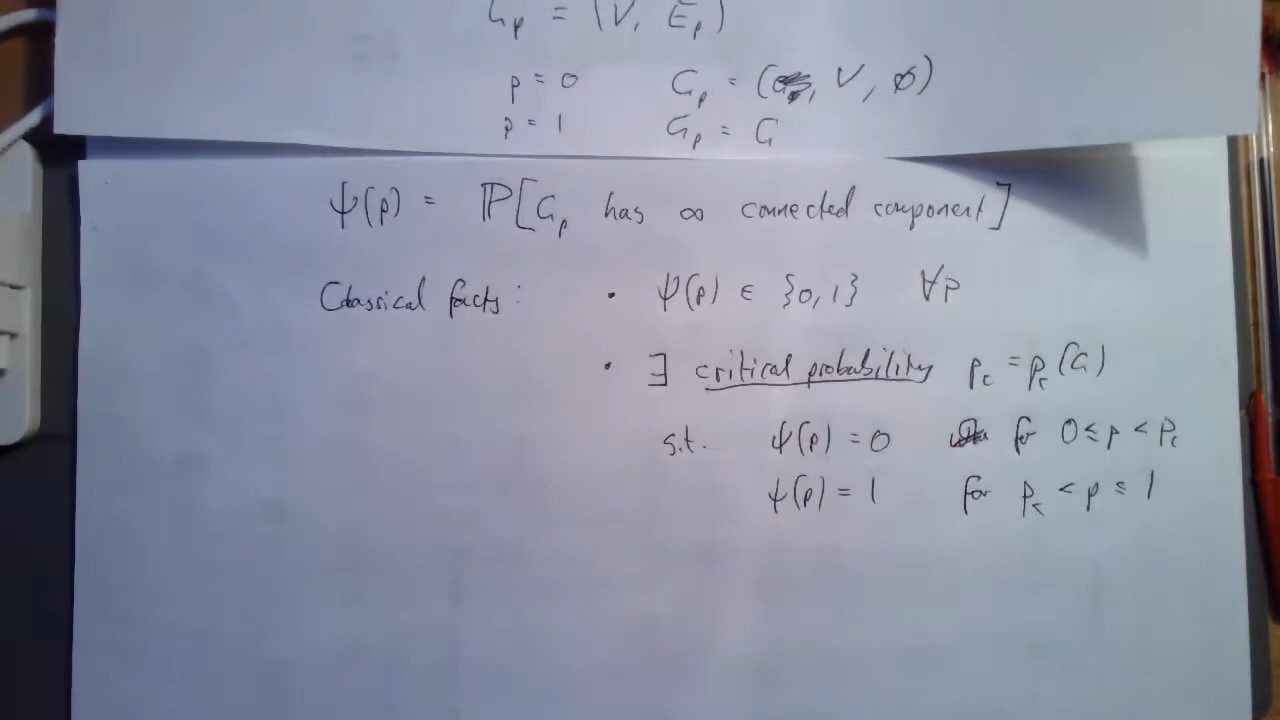 G_p = (V, E_p)
p = 0 G_p = (V, ∅)
p = 1 G_p = G
ψ(p) = ℙ[G_p has ∞ connected component]
Classical facts: • ψ(p) ∈ {0,1} ∀p
• ∃ critical probability p_c = p_c(G)
s.t. ψ(p) = 0 for 0 ≤ p < p_c
ψ(p) = 1 for p_c < p ≤ 1